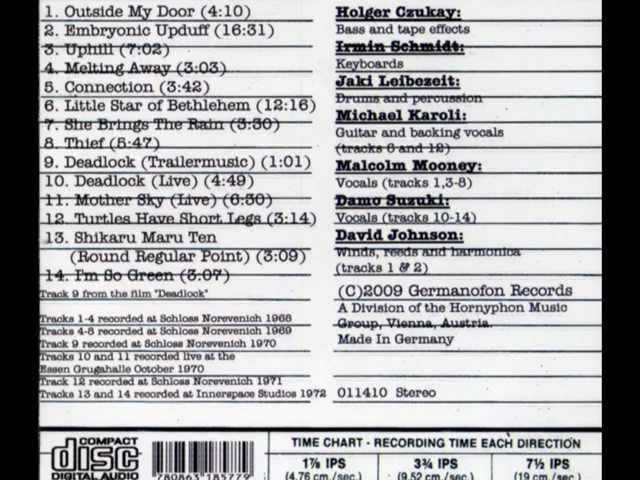 1. Outside My Door (4:10)
2. Embryonic Upduff (16:31)
3. Uphill (7:02)
4. Melting Away (3:03)
5. Connection (3:42)
6. Little Star of Bethlehem (12:16)
7. She Brings The Rain (3:30)
8. Thief (5:47)
9. Deadlock (Trailermusic) (1:01)
10. Deadlock (Live) (4:49)
11. Mother Sky (Live) (6:30)
12. Turtles Have Short Legs (3:14)
13. Shikaru Maru Ten
(Round Regular Point) (3:09)
14. I'm So Green (3:07)
Track 9 from the film "Deadlock"
Tracks 1-4 recorded at Schloss Norevenich 1968
Tracks 4-8 recorded at Schloss Norevenich 1969
Track 9 recorded at Schloss Norevenich 1970
Tracks 10 and 11 recorded live at the
Essen Grugahalle October 1970
Track 12 recorded at Schloss Norevenich 1971
Tracks 13 and 14 recorded at Innerspace Studios 1972
Holger Czukay:
Bass and tape effects
Irmin Schmidt:
Keyboards
Jaki Leibezeit:
Drums and percussion
Michael Karoli:
Guitar and backing vocals
(tracks 6 and 12)
Malcolm Mooney:
Vocals (tracks 1,3-8)
Damo Suzuki:
Vocals (tracks 10-14)
David Johnson:
Winds, reeds and harmonica
(tracks 1 & 2)
(C)2009 Germanofon Records
A Division of the Hornyphon Music
Group, Vienna, Austria.
Made In Germany
011410 Stereo
COMPACT
disc
DIGITAL AUDIO
780863 185779
TIME CHART - RECORDING TIME EACH DIRECTION
1⅞ IPS
(4.76 cm./sec.)
3¾ IPS
(9.52 cm./sec.)
7½ IPS
(19 cm./sec.)